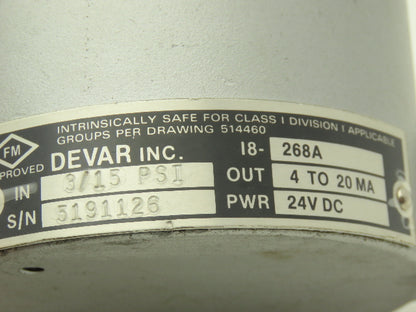 INTRINSICALLY SAFE FOR CLASS I DIVISION I APPLICABLE
GROUPS PER DRAWING 514460
FM
PROVED
DEVAR INC. 18- 268A
IN 3/15 PSI OUT 4 TO 20 MA
S/N 5191126 PWR 24V DC